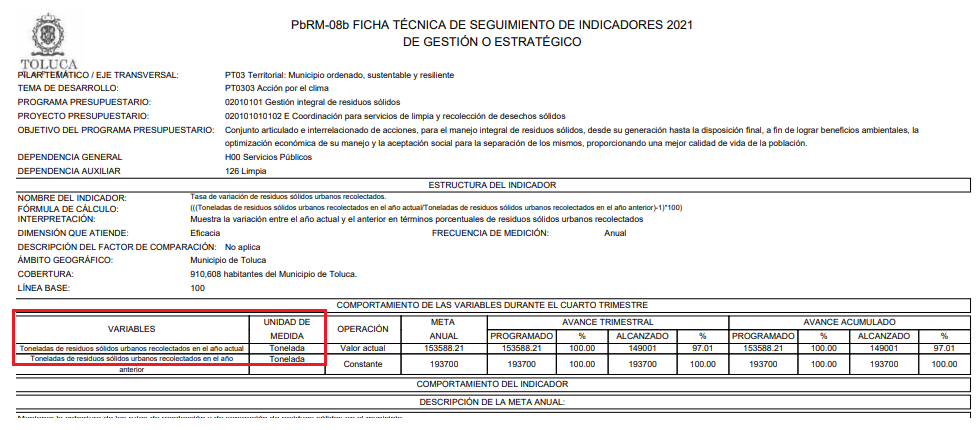 PbRM-08b FICHA TÉCNICA DE SEGUIMIENTO DE INDICADORES 2021
DE GESTIÓN O ESTRATÉGICO
TOLUCA
PILAR TEMÁTICO / EJE TRANSVERSAL: PT03 Territorial: Municipio ordenado, sustentable y resiliente
TEMA DE DESARROLLO: PT0303 Acción por el clima
PROGRAMA PRESUPUESTARIO: 02010101 Gestión integral de residuos sólidos
PROYECTO PRESUPUESTARIO: 020101010102 E Coordinación para servicios de limpia y recolección de desechos sólidos
OBJETIVO DEL PROGRAMA PRESUPUESTARIO: Conjunto articulado e interrelacionado de acciones, para el manejo integral de residuos sólidos, desde su generación hasta la disposición final, a fin de lograr beneficios ambientales, la
optimización económica de su manejo y la aceptación social para la separación de los mismos, proporcionando una mejor calidad de vida de la población.
DEPENDENCIA GENERAL H00 Servicios Públicos
DEPENDENCIA AUXILIAR 126 Limpia
ESTRUCTURA DEL INDICADOR
NOMBRE DEL INDICADOR: Tasa de variación de residuos sólidos urbanos recolectados.
FÓRMULA DE CÁLCULO: (((Toneladas de residuos sólidos urbanos recolectados en el año actual/Toneladas de residuos sólidos urbanos recolectados en el año anterior)-1)*100)
INTERPRETACIÓN: Muestra la variación entre el año actual y el anterior en términos porcentuales de residuos sólidos urbanos recolectados
DIMENSIÓN QUE ATIENDE: Eficacia FRECUENCIA DE MEDICIÓN: Anual
DESCRIPCIÓN DEL FACTOR DE COMPARACIÓN: No aplica
ÁMBITO GEOGRÁFICO: Municipio de Toluca
COBERTURA: 910,608 habitantes del Municipio de Toluca.
LÍNEA BASE: 100
COMPORTAMIENTO DE LAS VARIABLES DURANTE EL CUARTO TRIMESTRE
VARIABLES UNIDAD DE MEDIDA OPERACIÓN META ANUAL AVANCE TRIMESTRAL AVANCE ACUMULADO
PROGRAMADO % ALCANZADO % PROGRAMADO % ALCANZADO %
Toneladas de residuos sólidos urbanos recolectados en el año actual Tonelada Valor actual 153588.21 153588.21 100.00 149001 97.01 153588.21 100.00 149001 97.01
Toneladas de residuos sólidos urbanos recolectados en el año Tonelada Constante 193700 193700 100.00 193700 100.00 193700 100.00 193700 100.00
anterior
COMPORTAMIENTO DEL INDICADOR
DESCRIPCIÓN DE LA META ANUAL: